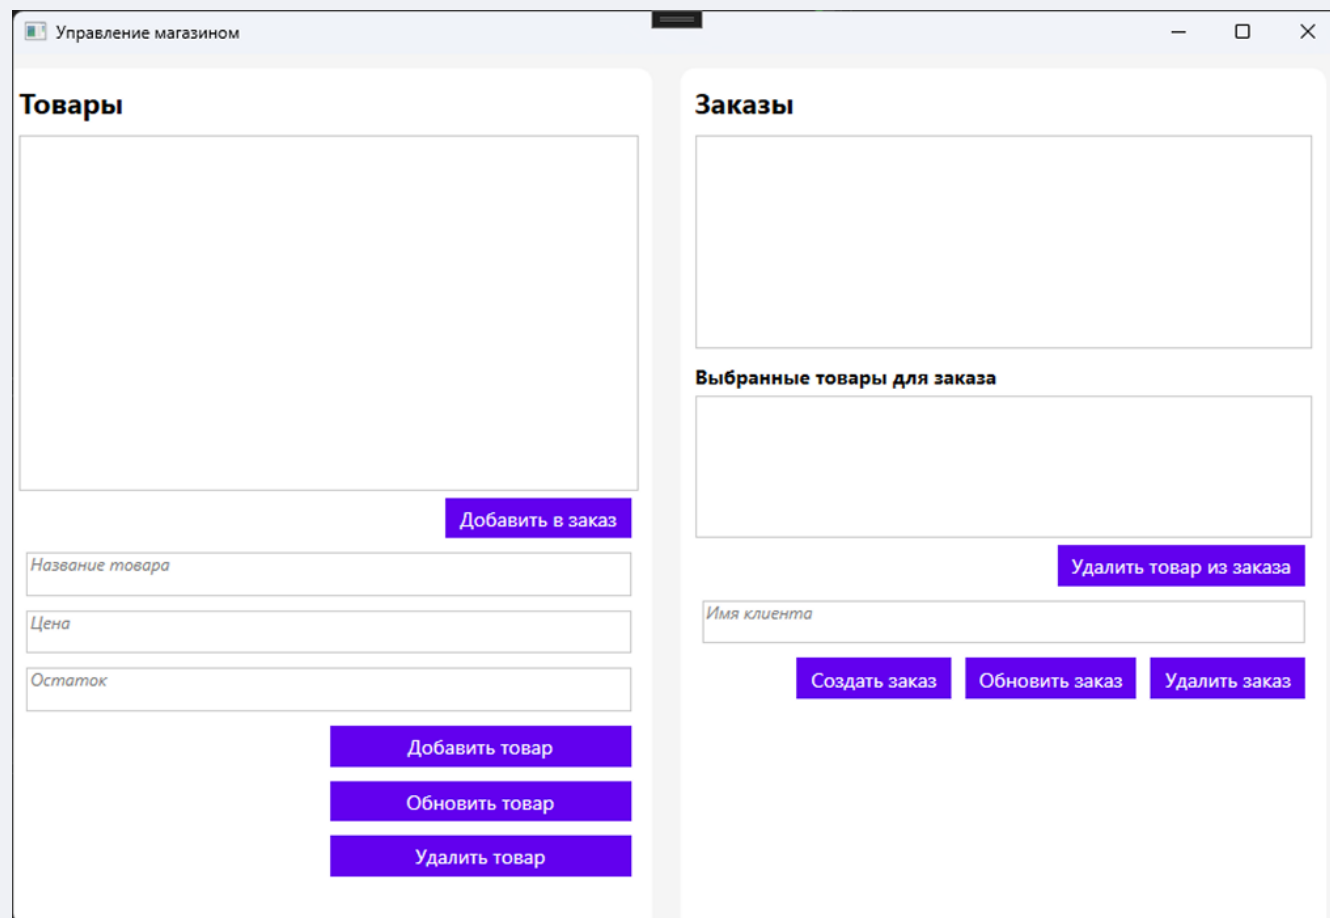 Управление магазином
Товары
Добавить в заказ
Название товара
Цена
Остаток
Добавить товар
Обновить товар
Удалить товар
Заказы
Выбранные товары для заказа
Удалить товар из заказа
Имя клиента
Создать заказ Обновить заказ Удалить заказ